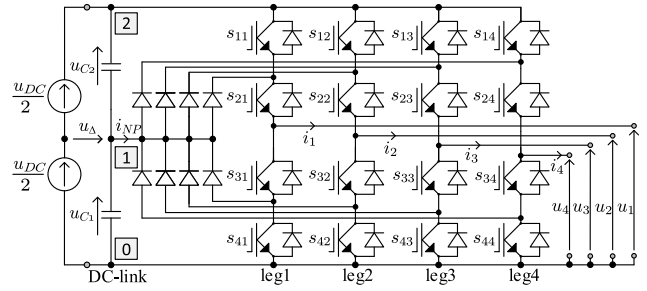 2
s₁₁ s₁₂ s₁₃ s₁₄
u_C₂
u_DC/2
s₂₁ s₂₂ s₂₃ s₂₄
u_Δ i_NP
i₁ i₂ i₃ i₄
1
u_DC/2
s₃₁ s₃₂ s₃₃ s₃₄
u₄ u₃ u₂ u₁
u_C₁
s₄₁ s₄₂ s₄₃ s₄₄
0
DC-link leg1 leg2 leg3 leg4